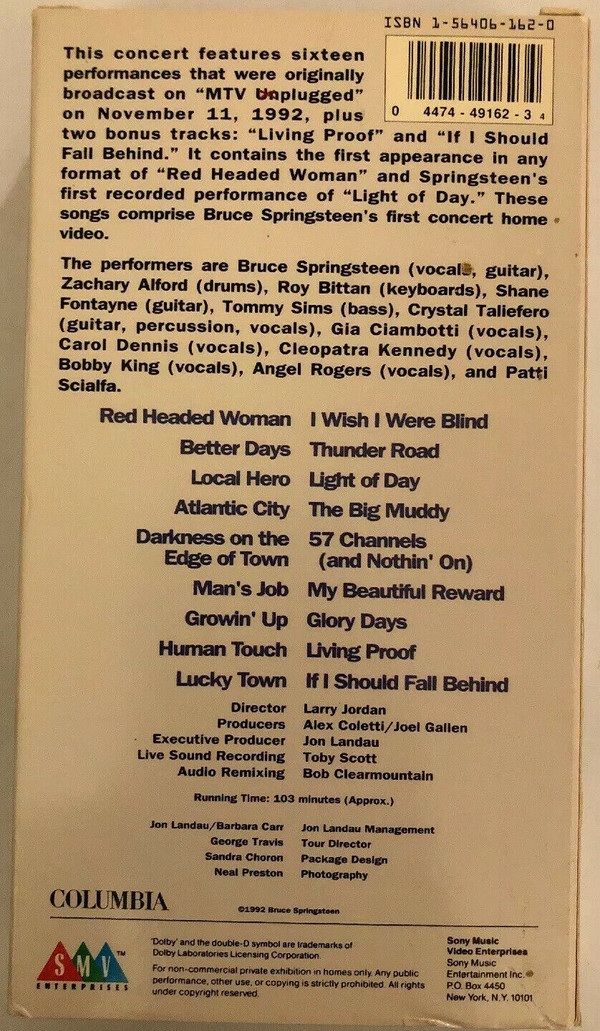 ISBN 1-56406-162-0
0 4474-49162-3 4
This concert features sixteen
performances that were originally
broadcast on “MTV Unplugged”
on November 11, 1992, plus
two bonus tracks: “Living Proof” and “If I Should
Fall Behind.” It contains the first appearance in any
format of “Red Headed Woman” and Springsteen's
first recorded performance of “Light of Day.” These
songs comprise Bruce Springsteen's first concert home
video.
The performers are Bruce Springsteen (vocals, guitar),
Zachary Alford (drums), Roy Bittan (keyboards), Shane
Fontayne (guitar), Tommy Sims (bass), Crystal Taliefero
(guitar, percussion, vocals), Gia Ciambotti (vocals),
Carol Dennis (vocals), Cleopatra Kennedy (vocals),
Bobby King (vocals), Angel Rogers (vocals), and Patti
Scialfa.
Red Headed Woman I Wish I Were Blind
Better Days Thunder Road
Local Hero Light of Day
Atlantic City The Big Muddy
Darkness on the 57 Channels
Edge of Town (and Nothin' On)
Man's Job My Beautiful Reward
Growin' Up Glory Days
Human Touch Living Proof
Lucky Town If I Should Fall Behind
Director Larry Jordan
Producers Alex Coletti/Joel Gallen
Executive Producer Jon Landau
Live Sound Recording Toby Scott
Audio Remixing Bob Clearmountain
Running Time: 103 minutes (Approx.)
Jon Landau/Barbara Carr Jon Landau Management
George Travis Tour Director
Sandra Choron Package Design
Neal Preston Photography
COLUMBIA
©1992 Bruce Springsteen
SMV™
ENTERPRISES
'Dolby' and the double-D symbol are trademarks of
Dolby Laboratories Licensing Corporation.
For non-commercial private exhibition in homes only. Any public
performance, other use, or copying is strictly prohibited. All rights
under copyright reserved.
Sony Music
Video Enterprises
Sony Music
Entertainment Inc.
P.O. Box 4450
New York, N.Y. 10101